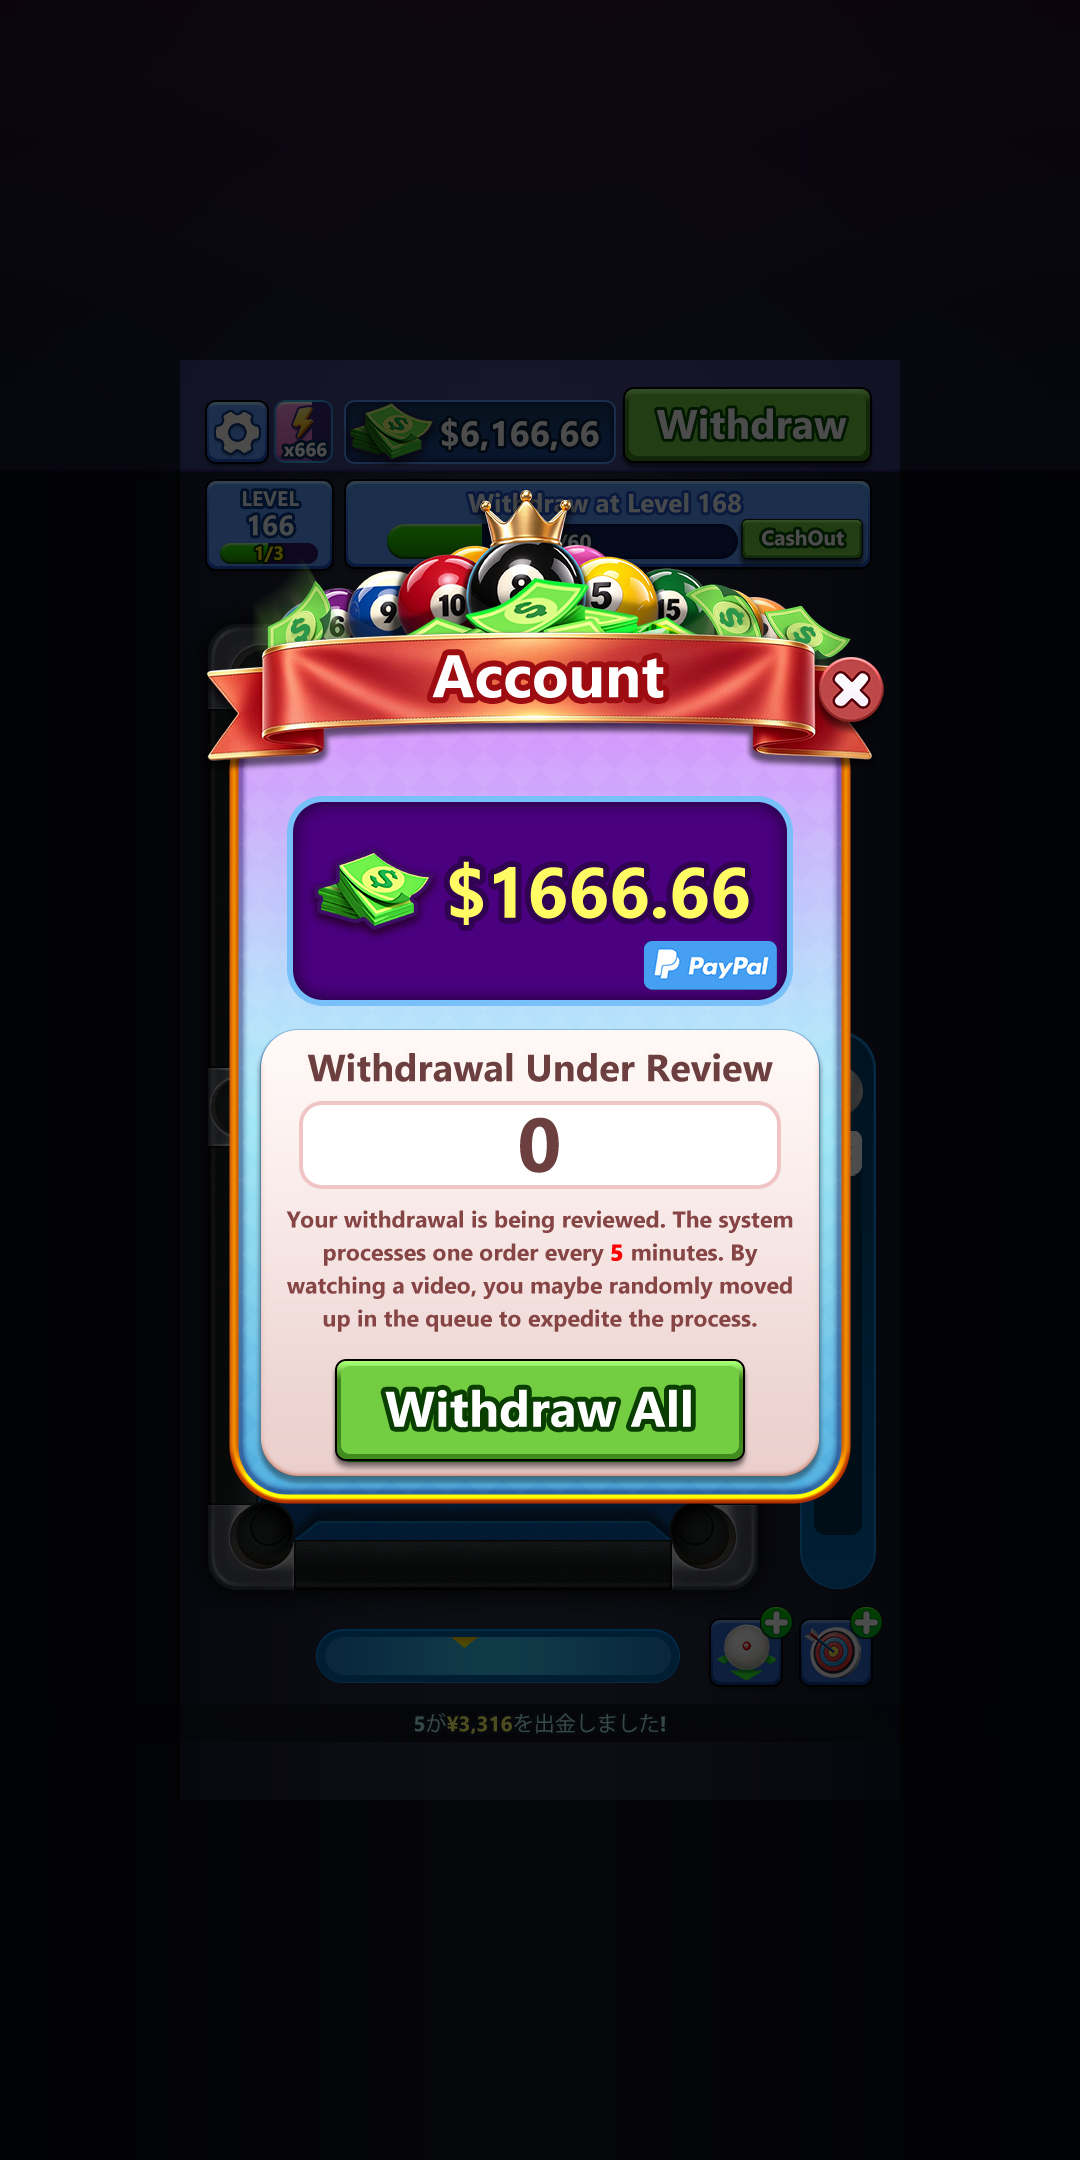 $6,166,66
Withdraw
x666
LEVEL
166
1/3
Withdraw at Level 168
/60
CashOut
6
9
10
8
5
15
Account
$1666.66
PayPal
Withdrawal Under Review
0
Your withdrawal is being reviewed. The system
processes one order every 5 minutes. By
watching a video, you maybe randomly moved
up in the queue to expedite the process.
Withdraw All
5が¥3,316を出金しました!